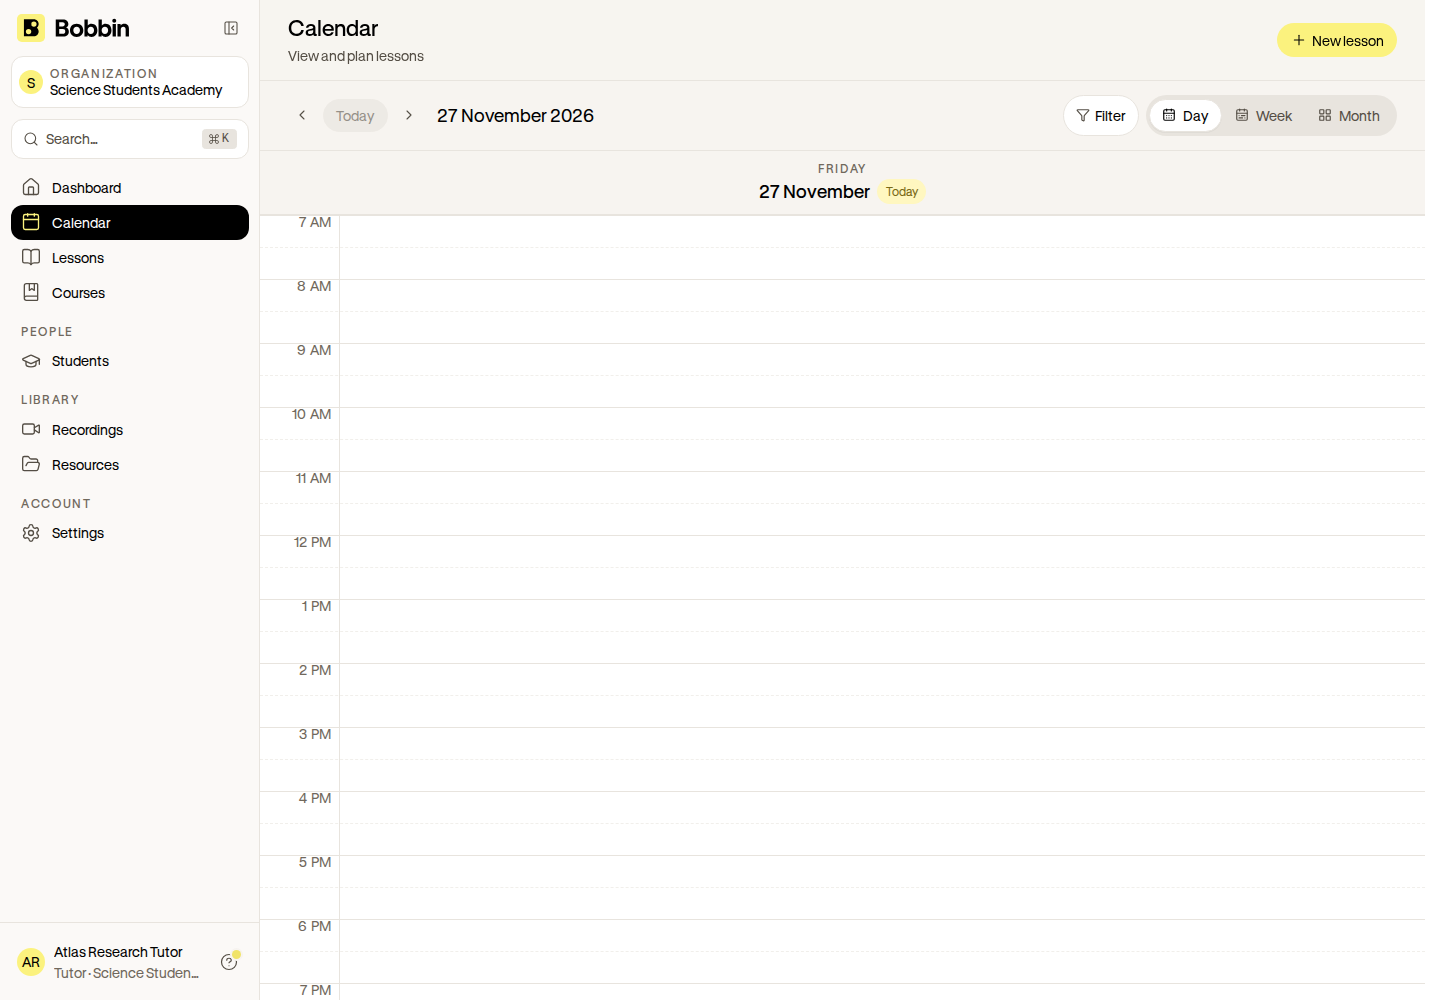 Bobbin
ORGANIZATION
S
Science Students Academy
Search...
⌘ K
Dashboard
Calendar
Lessons
Courses
PEOPLE
Students
LIBRARY
Recordings
Resources
ACCOUNT
Settings
AR
Atlas Research Tutor
Tutor · Science Studen...
Calendar
View and plan lessons
New lesson
Today
27 November 2026
Filter
Day
Week
Month
FRIDAY
27 November
Today
7 AM
8 AM
9 AM
10 AM
11 AM
12 PM
1 PM
2 PM
3 PM
4 PM
5 PM
6 PM
7 PM